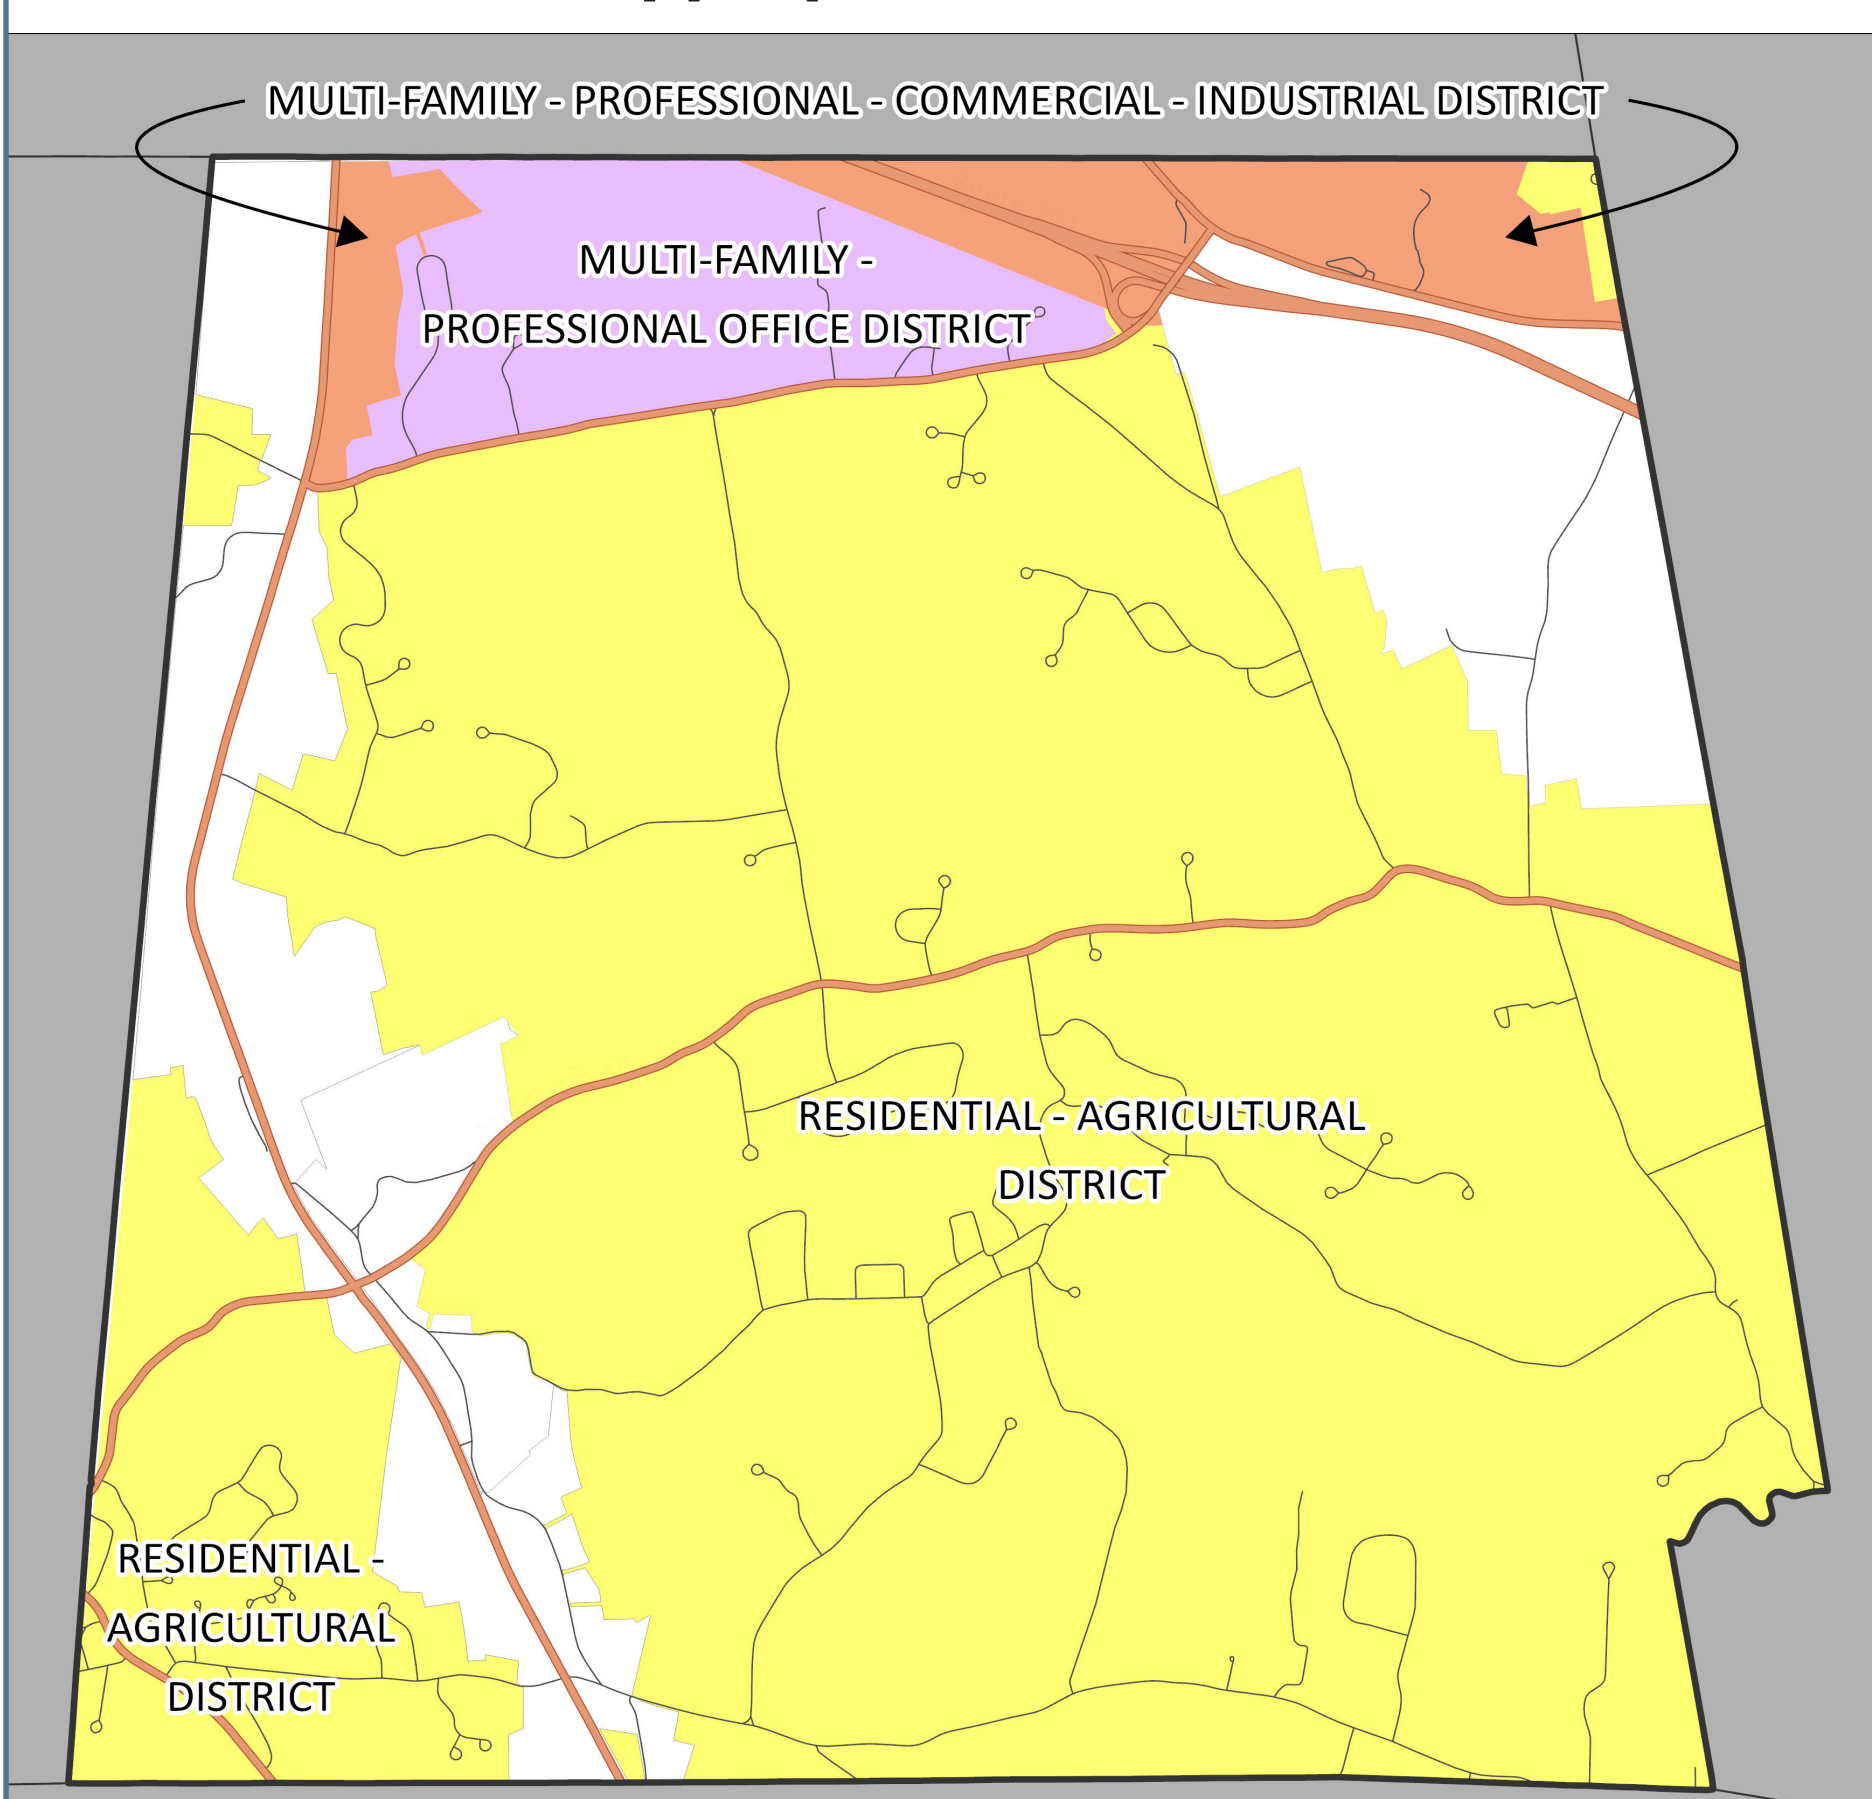 MULTI-FAMILY - PROFESSIONAL - COMMERCIAL - INDUSTRIAL DISTRICT
MULTI-FAMILY -
PROFESSIONAL OFFICE DISTRICT
RESIDENTIAL - AGRICULTURAL
DISTRICT
RESIDENTIAL -
AGRICULTURAL
DISTRICT